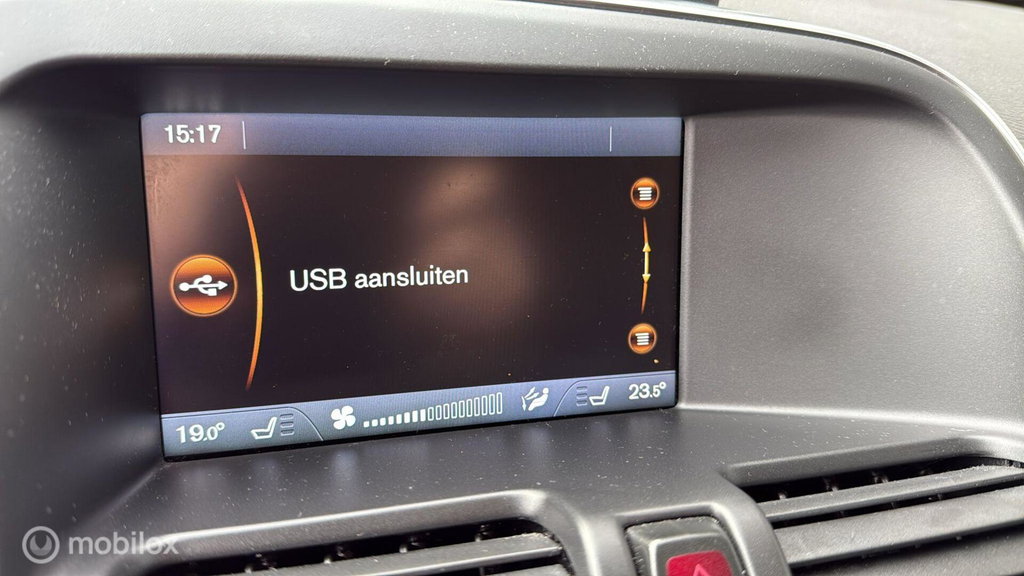 15:17
USB aansluiten
19.0° 23.5°
mobilox